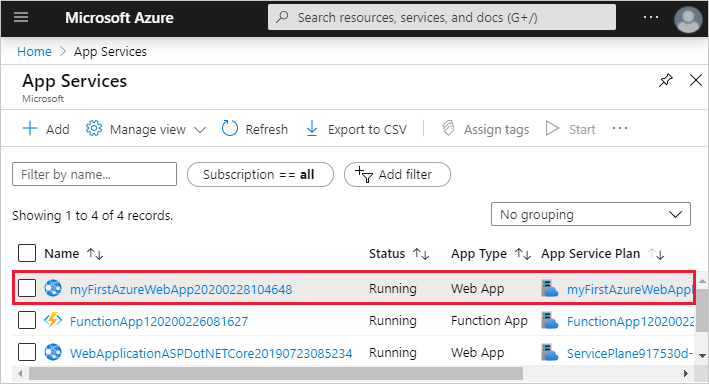 Microsoft Azure Search resources, services, and docs (G+/) ...
Home > App Services
App Services
Microsoft
Add Manage view Refresh Export to CSV Assign tags Start ...
Filter by name... Subscription == all Add filter
Showing 1 to 4 of 4 records. No grouping
Name Status App Type App Service Plan
myFirstAzureWebApp20200228104648 Running Web App myFirstAzureWebApp
FunctionApp120200226081627 Running Function App FunctionApp12020022
WebApplicationASPDotNETCore20190723085234 Running Web App ServicePlane917530d-